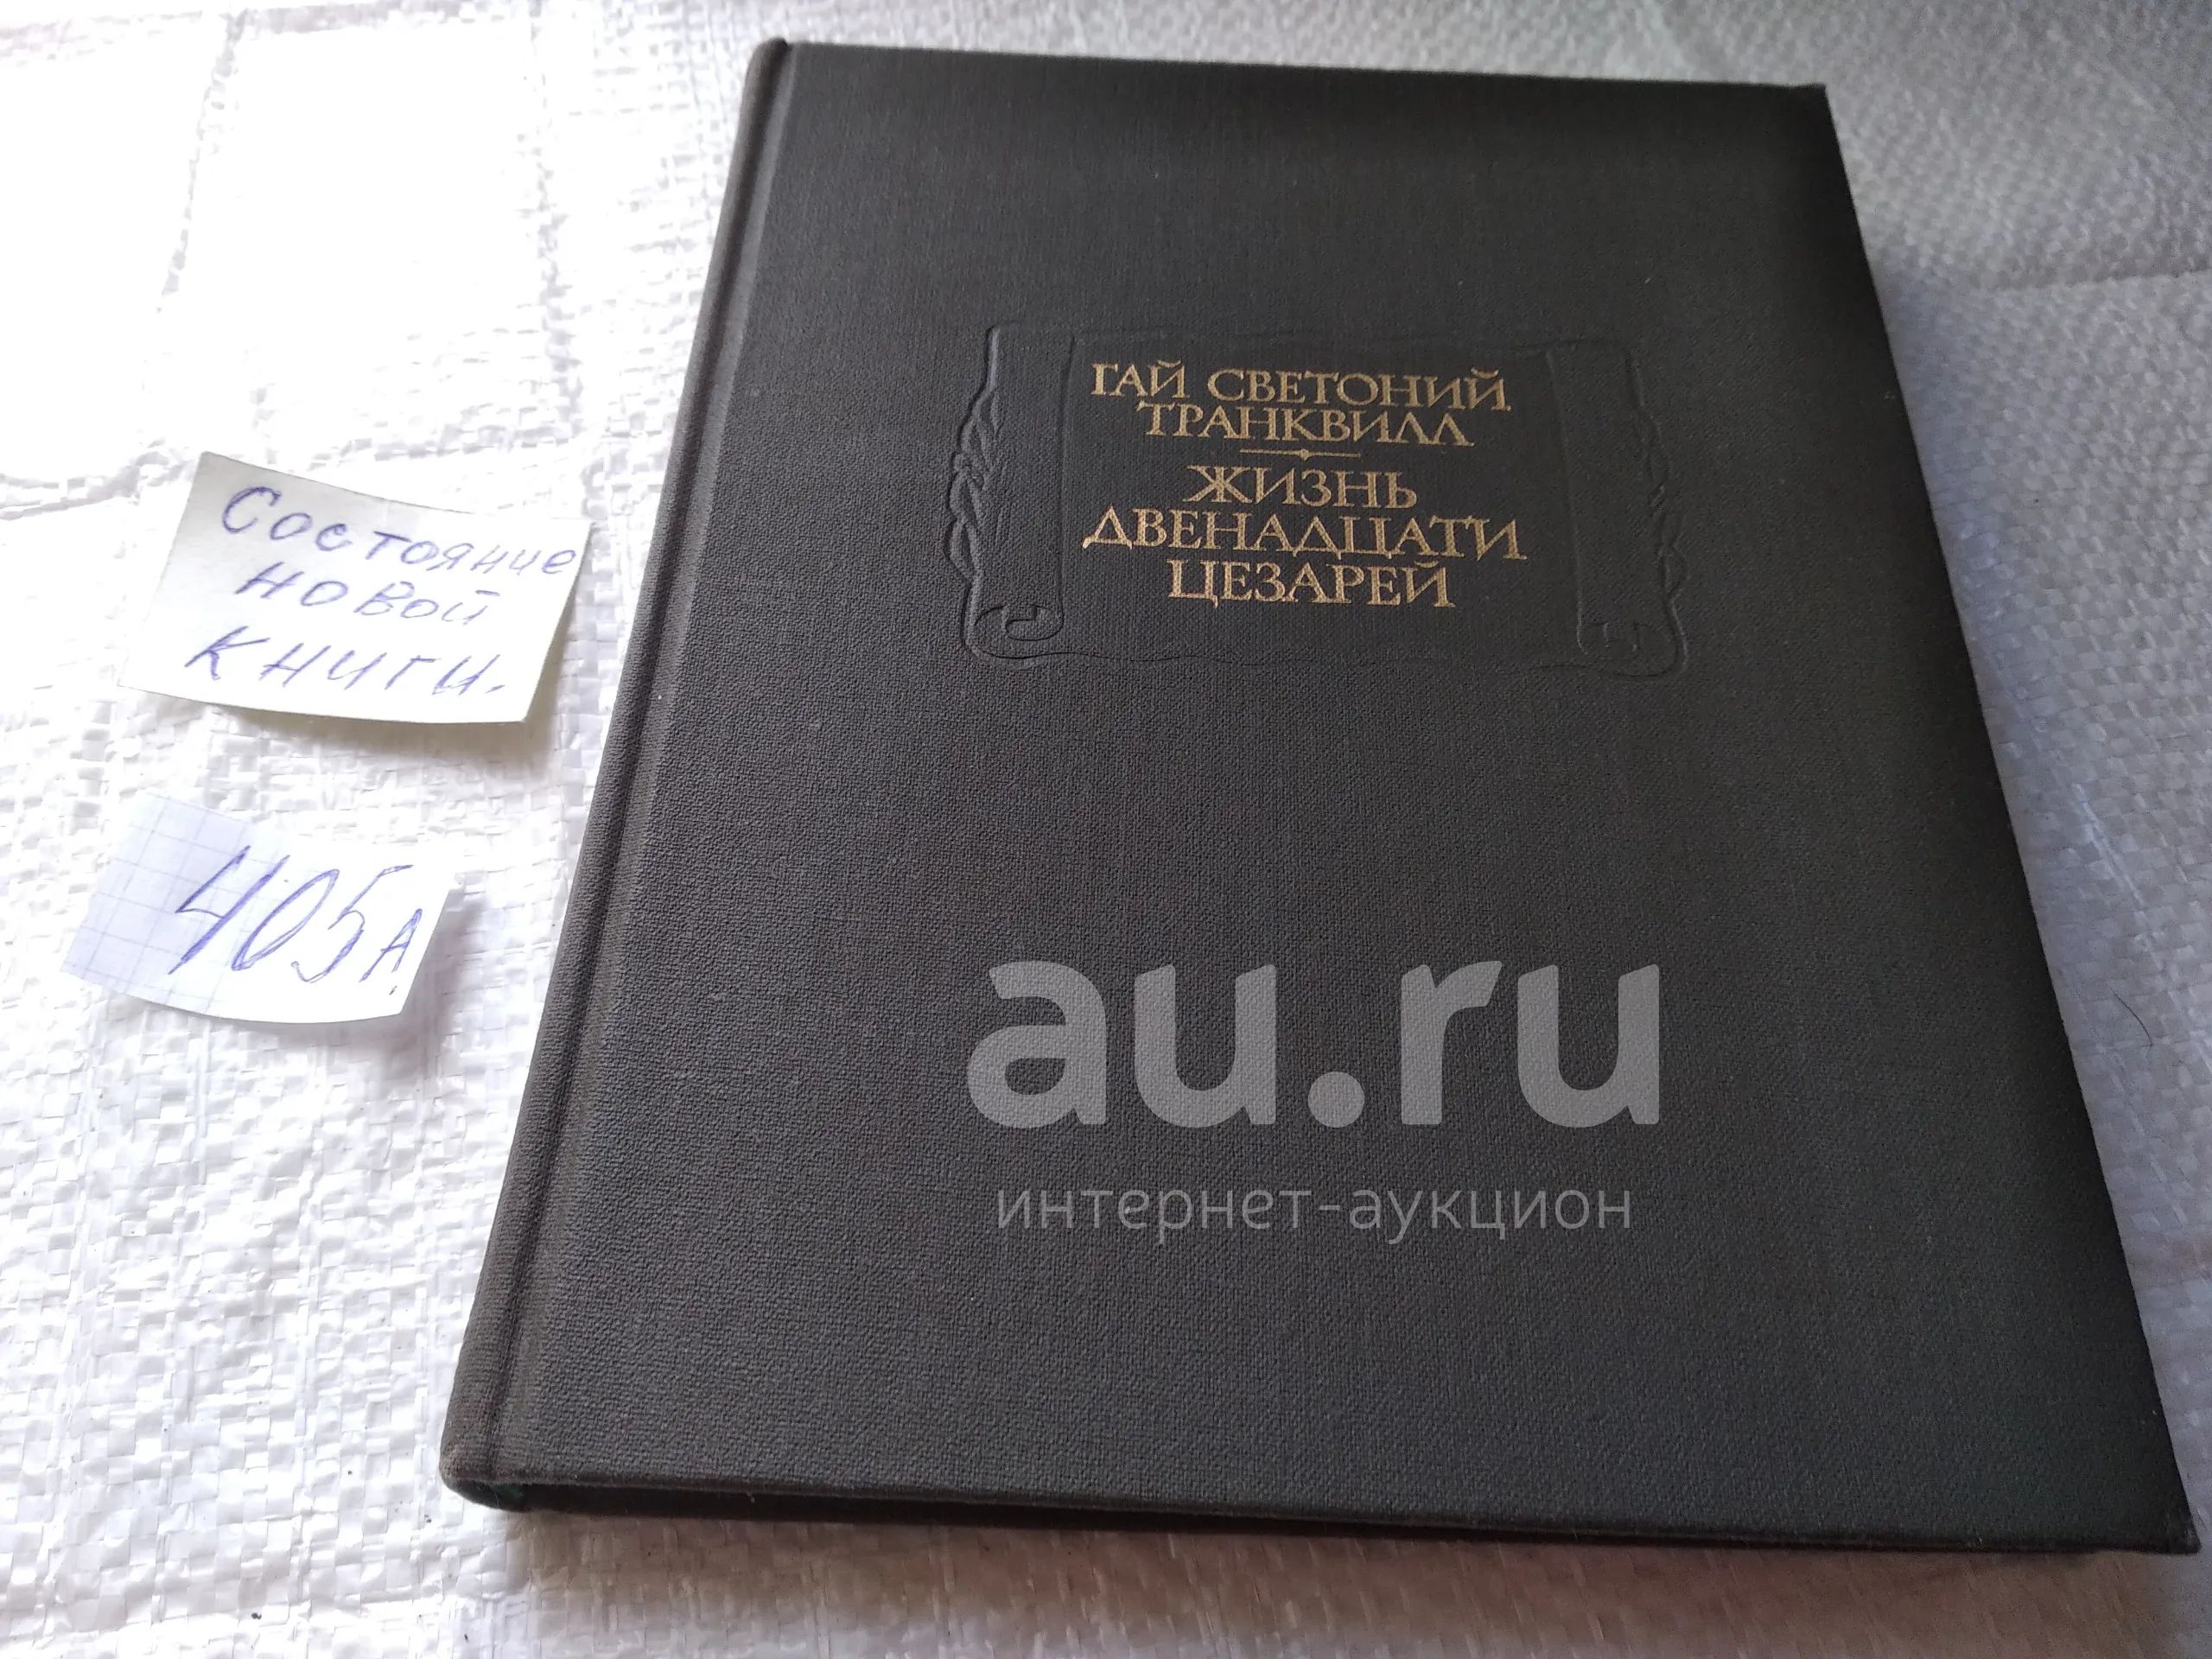 ГАЙ СВЕТОНИЙ
ТРАНКВИЛЛ
ЖИЗНЬ
ДВЕНАДЦАТИ
ЦЕЗАРЕЙ
Состояние
новой
книги.
405А
au.ru
интернет-аукцион